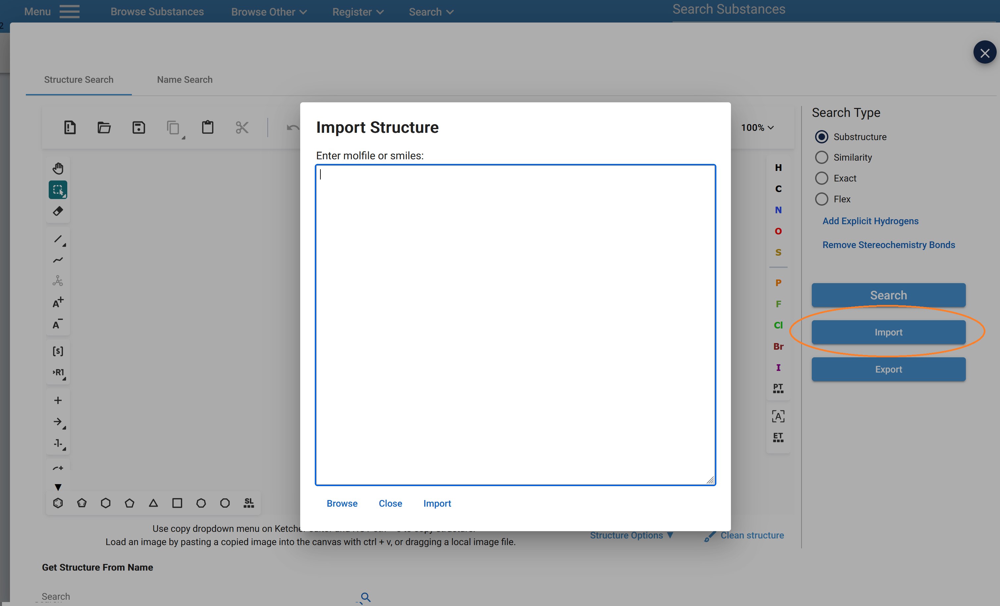 Menu
Browse Substances
Browse Other
Register
Search
Search Substances
2
Structure Search
Name Search
100%
Import Structure
Enter molfile or smiles:
Browse
Close
Import
Search Type
Substructure
Similarity
Exact
Flex
Add Explicit Hydrogens
Remove Stereochemistry Bonds
Search
Import
Export
A+
A-
[S]
R1
H
C
N
O
S
P
F
Cl
Br
I
PT
A
ET
SL
Use copy dropdown menu on Ketche
Load an image by pasting a copied image into the canvas with ctrl + v, or dragging a local image file.
Structure Options ▼
Clean structure
Get Structure From Name
Search